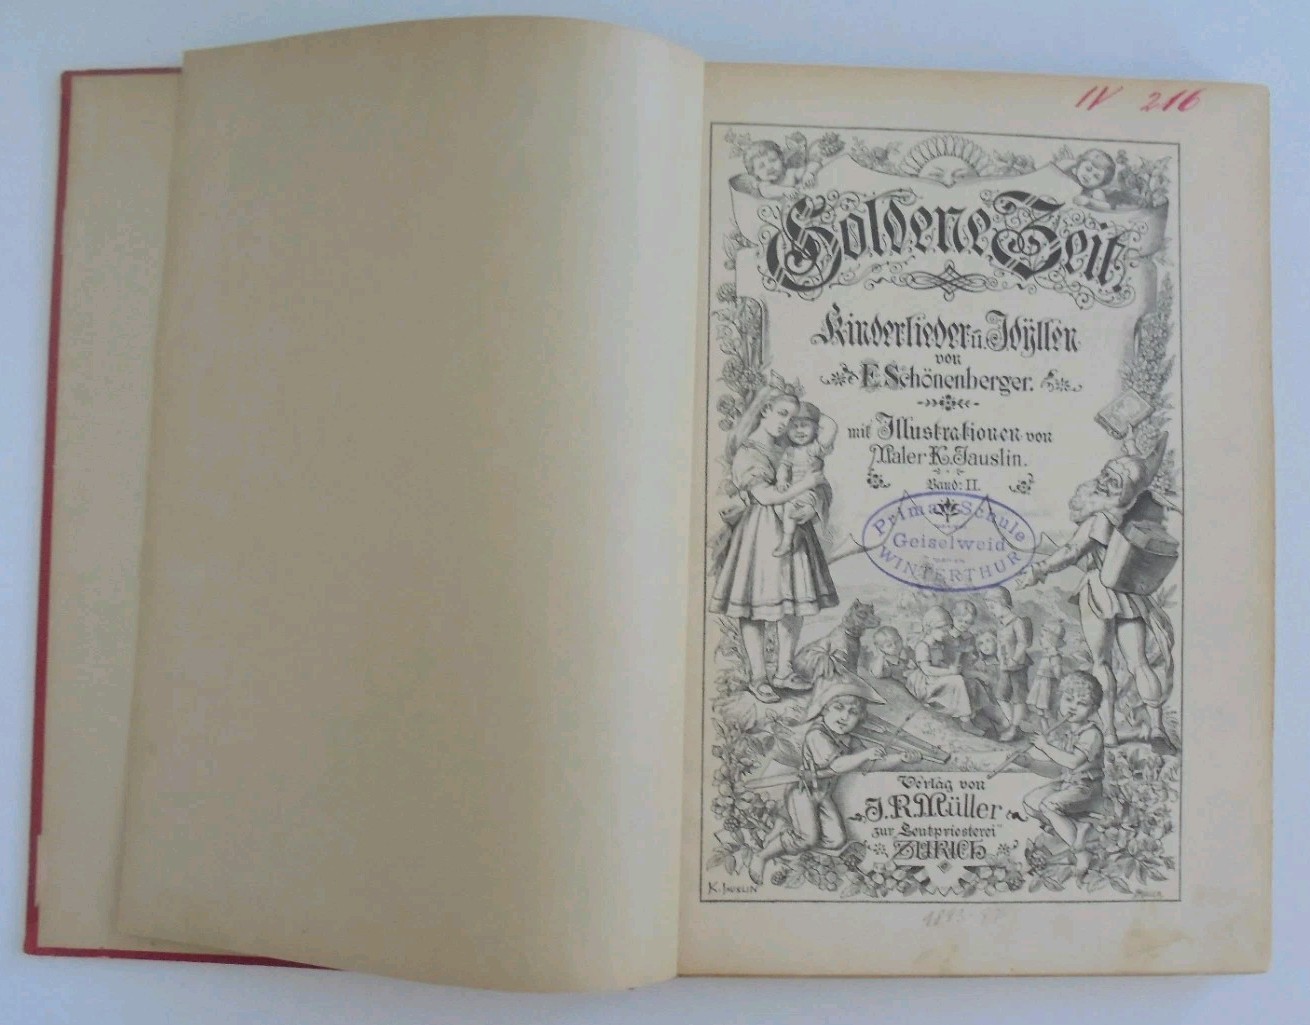 IV 216
Goldene Zeit.
Kinderlieder u. Idyllen
von
E. Schönenberger.
mit Illustrationen von
Maler K. Jauslin.
Band: II.
Primar Schule
Geiselweid
WINTERTHUR
Verlag von
J. R. Müller
zur „Leutpriesterei“
ZÜRICH
K. JAUSLIN